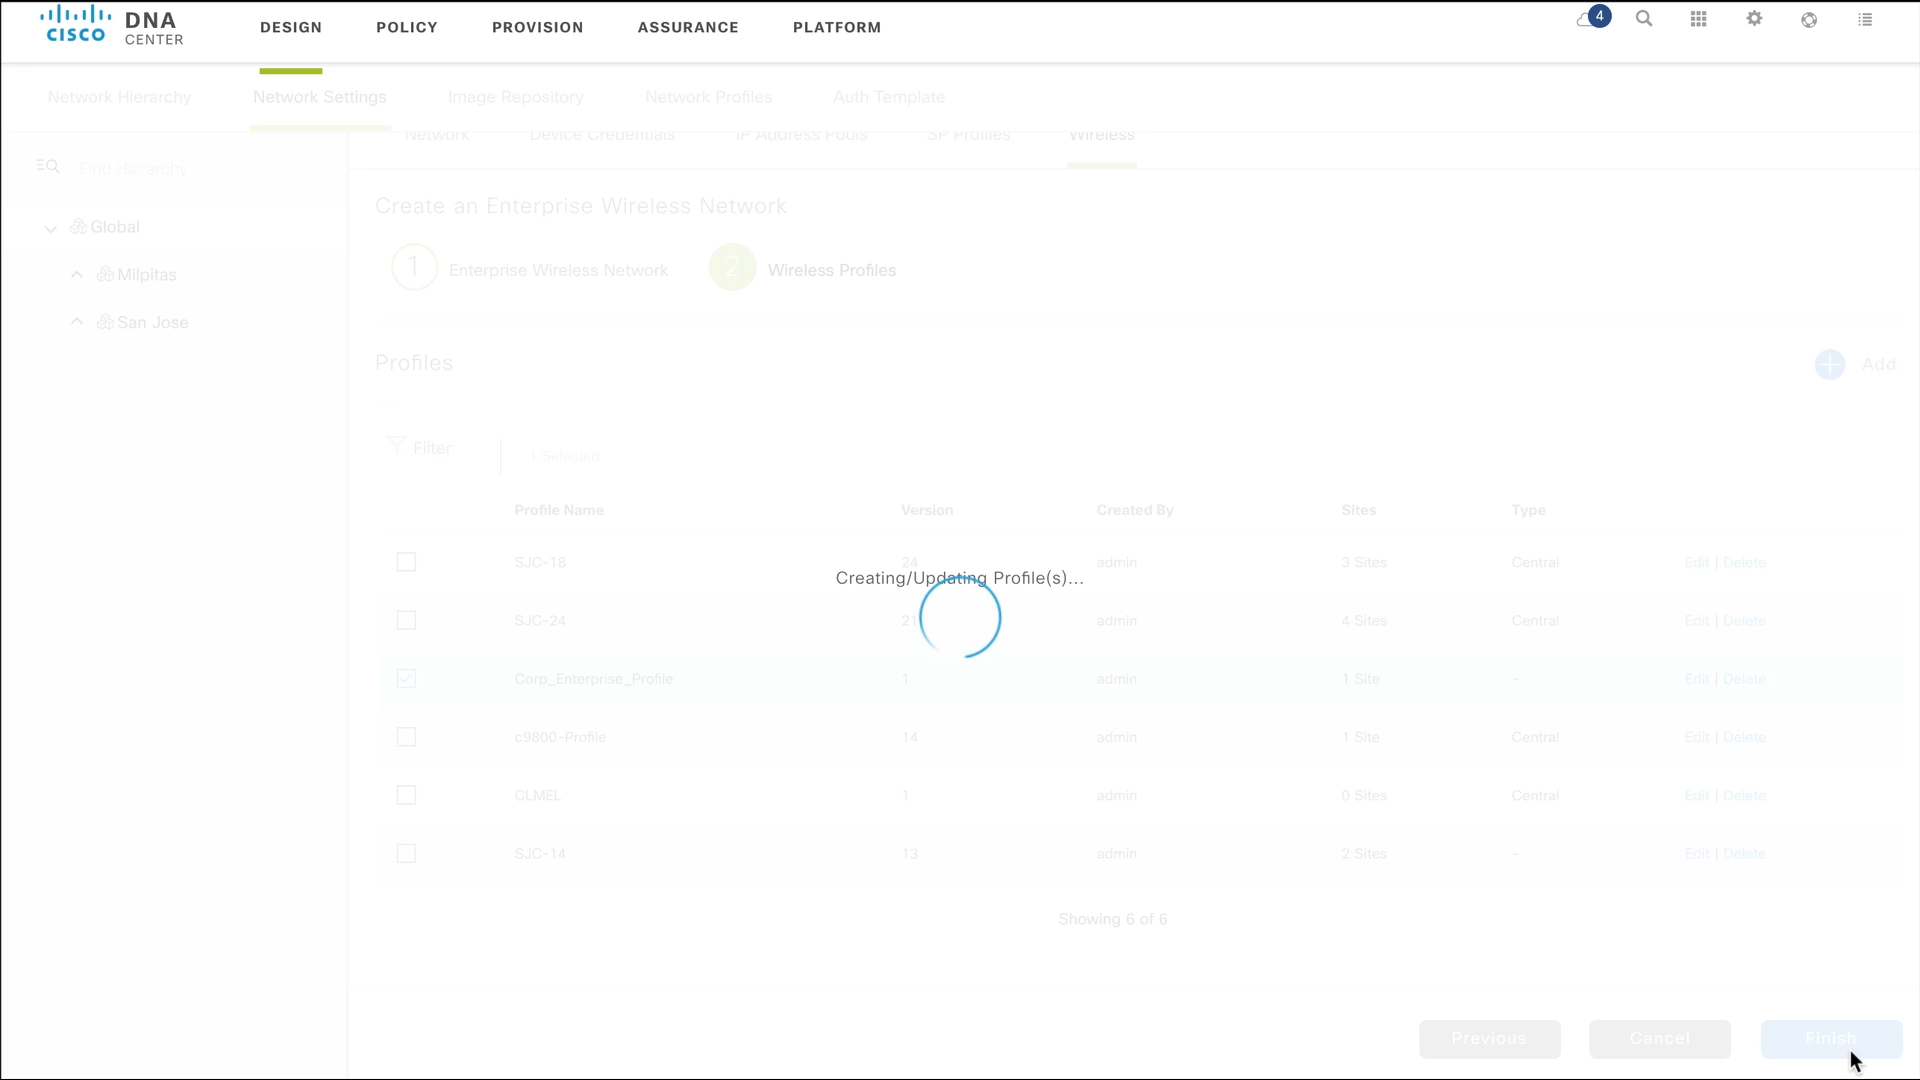 CISCO DNA CENTER
DESIGN POLICY PROVISION ASSURANCE PLATFORM 4
Network Hierarchy Network Settings Image Repository Network Profiles Auth Template
Network Device Credentials IP Address Pools SP Profiles Wireless
Find Hierarchy
Global
Milpitas
San Jose
Create an Enterprise Wireless Network
1 Enterprise Wireless Network 2 Wireless Profiles
Profiles
Add
Filter 1 Selected
Profile Name Version Created By Sites Type
SJC-18 24 admin 3 Sites Central Edit | Delete
Creating/Updating Profile(s)...
SJC-24 21 admin 4 Sites Central Edit | Delete
Corp_Enterprise_Profile 1 admin 1 Site - Edit | Delete
c9800-Profile 14 admin 1 Site Central Edit | Delete
CLMEL 1 admin 0 Sites Central Edit | Delete
SJC-14 13 admin 2 Sites - Edit | Delete
Showing 6 of 6
Previous Cancel Finish